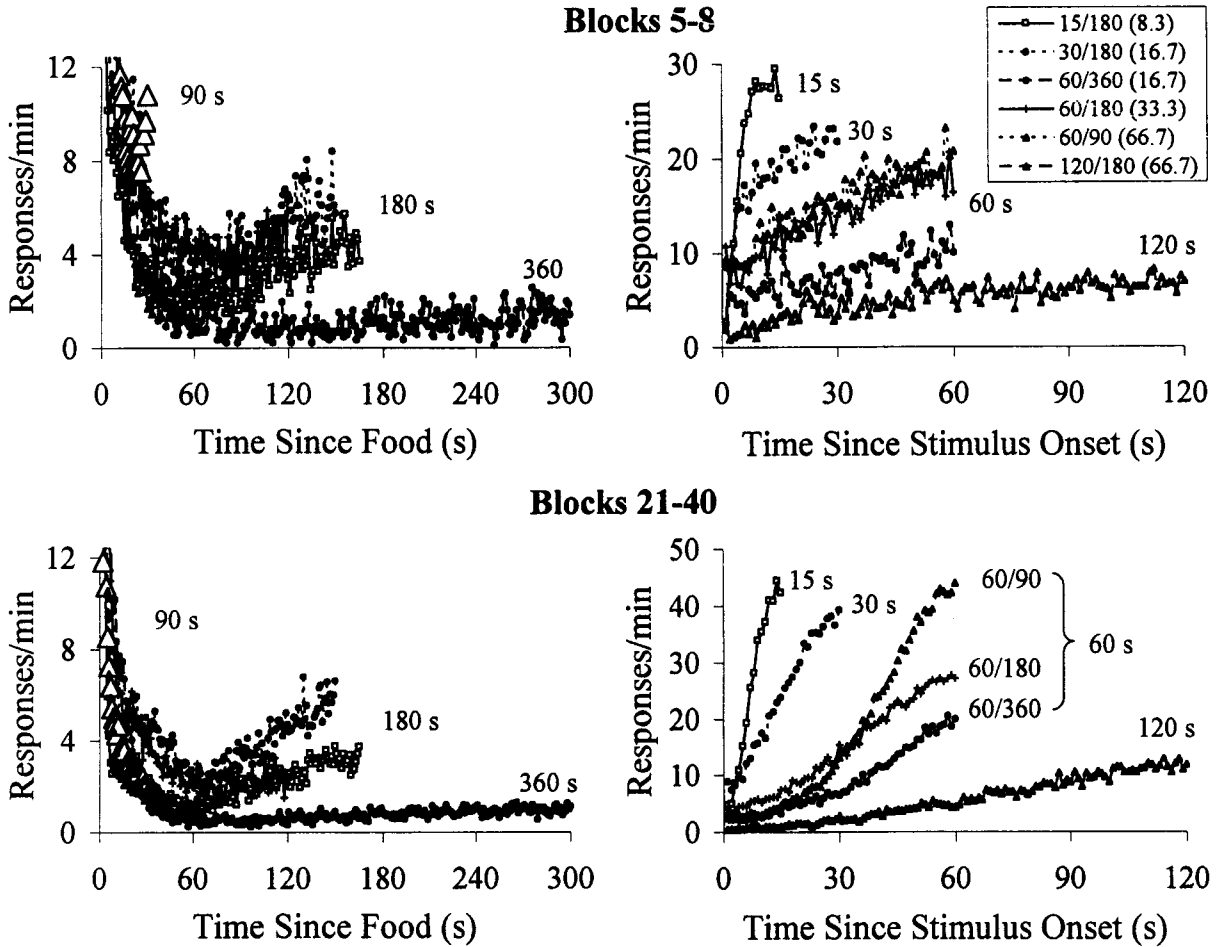 Blocks 5-8
Responses/min
12
8
4
0
90 s
180 s
360
0 60 120 180 240 300
Time Since Food (s)
Responses/min
30
20
10
0
15 s
30 s
60 s
120 s
0 30 60 90 120
Time Since Stimulus Onset (s)
15/180 (8.3)
30/180 (16.7)
60/360 (16.7)
60/180 (33.3)
60/90 (66.7)
120/180 (66.7)
Blocks 21-40
Responses/min
12
8
4
0
90 s
180 s
360 s
0 60 120 180 240 300
Time Since Food (s)
Responses/min
50
40
30
20
10
0
15 s
30 s
60/90
60/180
60/360
60 s
120 s
0 30 60 90 120
Time Since Stimulus Onset (s)